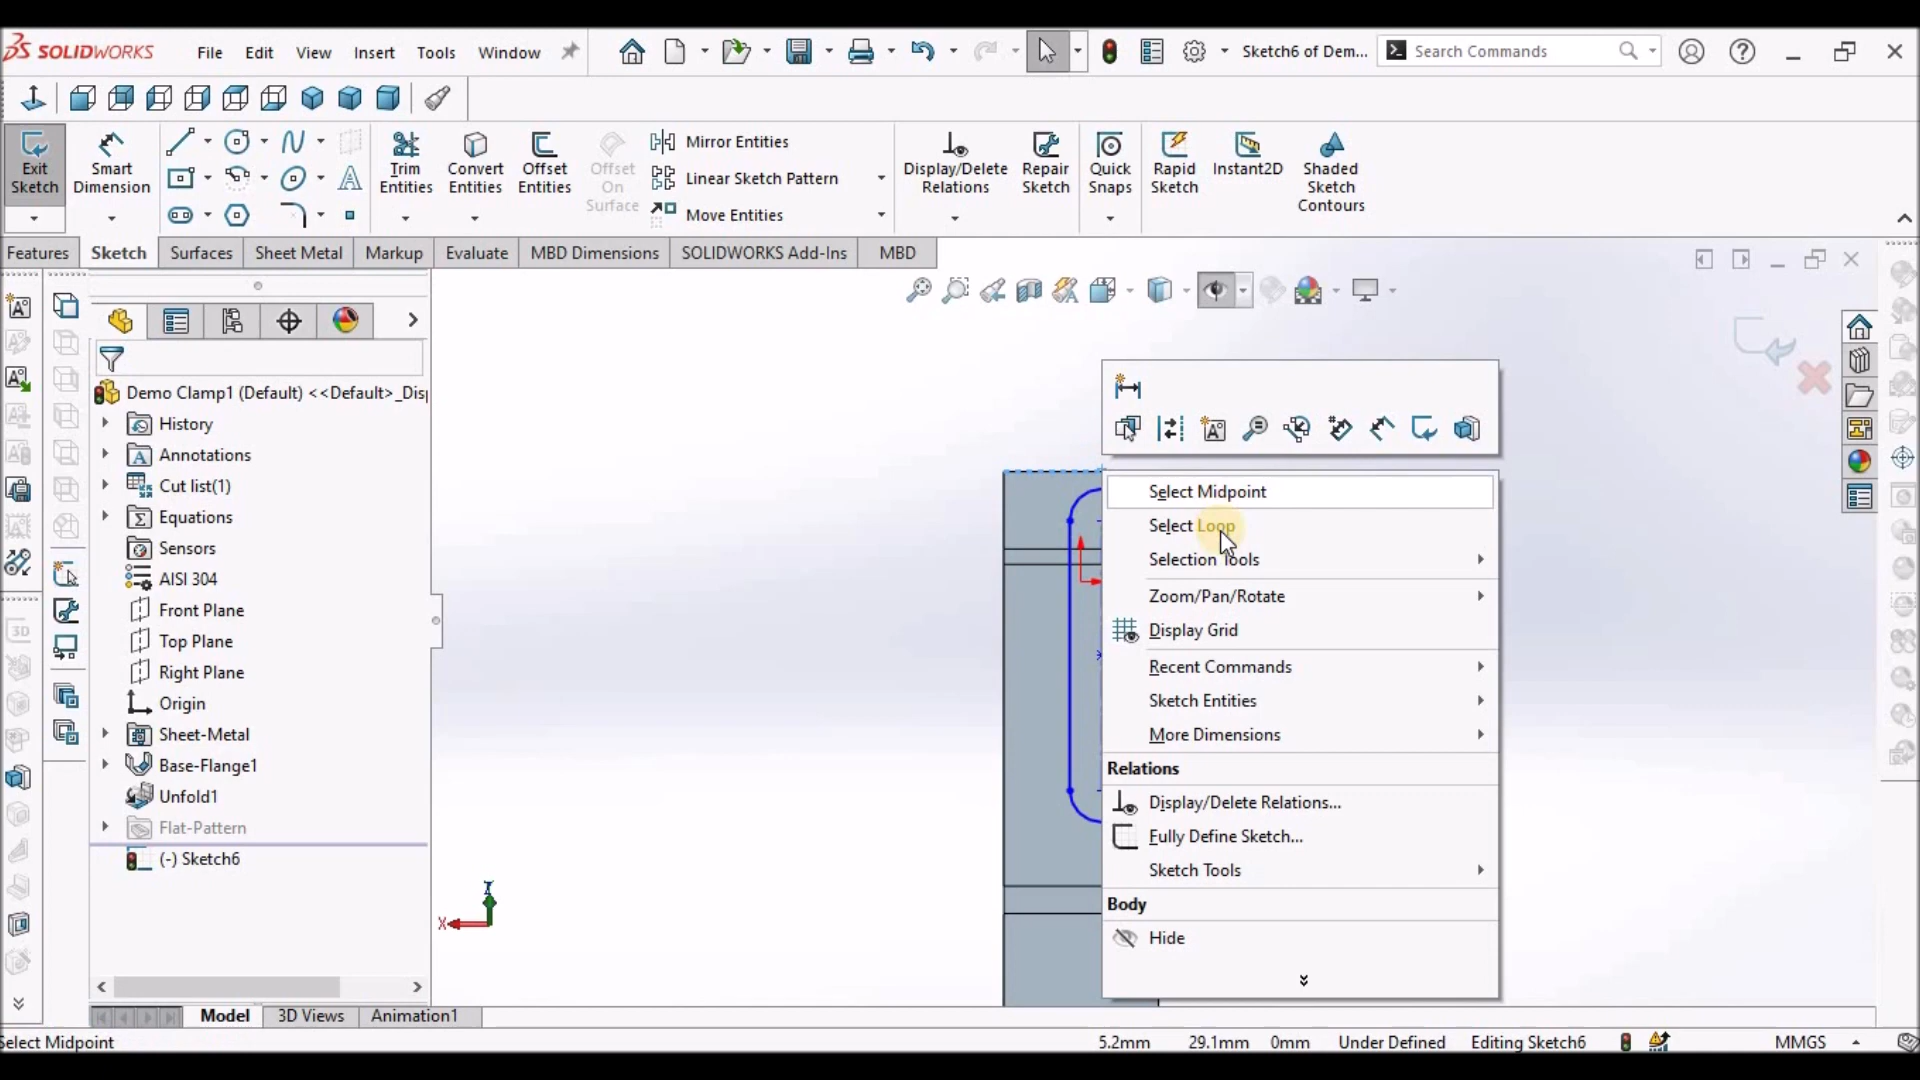 SOLIDWORKS File Edit View Insert Tools Window Sketch6 of Dem... Search Commands
Exit Sketch
Smart Dimension
Trim Entities
Convert Entities
Offset Entities
Offset On Surface
Mirror Entities
Linear Sketch Pattern
Move Entities
Display/Delete Relations
Repair Sketch
Quick Snaps
Rapid Sketch
Instant2D
Shaded Sketch Contours
Features Sketch Surfaces Sheet Metal Markup Evaluate MBD Dimensions SOLIDWORKS Add-Ins MBD
Demo Clamp1 (Default) <<Default>_Disp
History
Annotations
Cut list(1)
Equations
Sensors
AISI 304
Front Plane
Top Plane
Right Plane
Origin
Sheet-Metal
Base-Flange1
Unfold1
Flat-Pattern
(-) Sketch6
Z
X
Select Midpoint
Select Loop
Selection Tools
Zoom/Pan/Rotate
Display Grid
Recent Commands
Sketch Entities
More Dimensions
Relations
Display/Delete Relations...
Fully Define Sketch...
Sketch Tools
Body
Hide
Model 3D Views Animation1
Select Midpoint 5.2mm 29.1mm 0mm Under Defined Editing Sketch6 MMGS